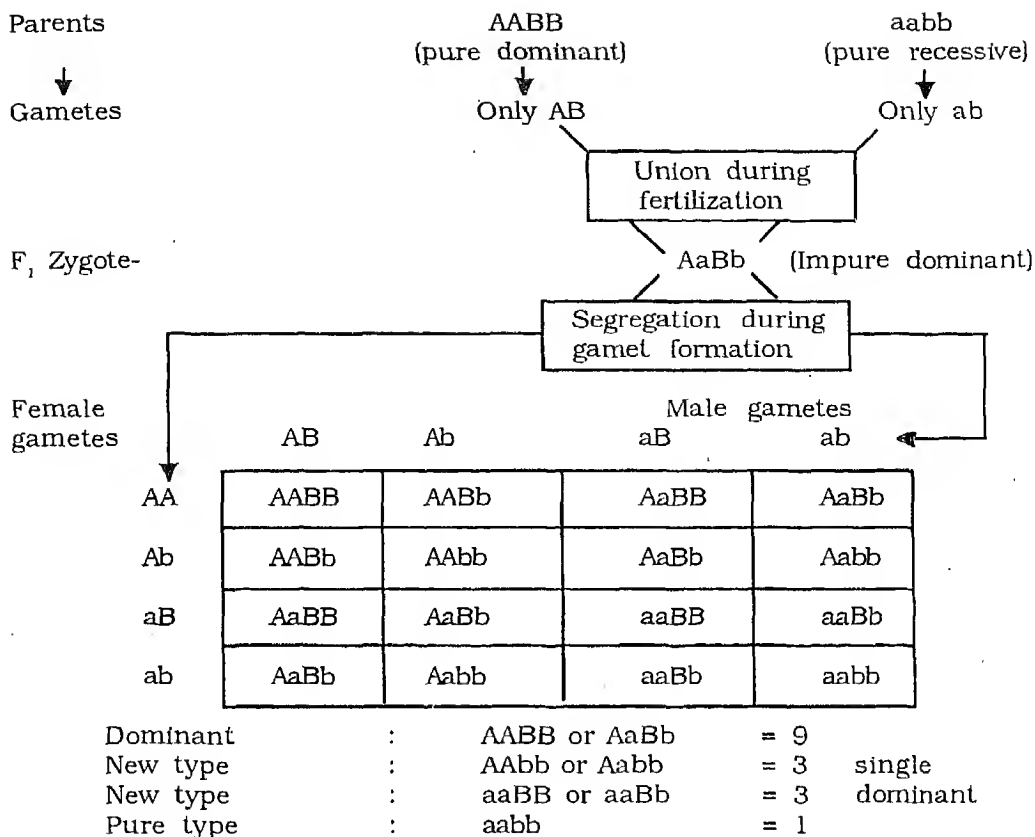 Parents AABB aabb
(pure dominant) (pure recessive)
Gametes Only AB Only ab
Union during
fertilization
F1 Zygote- AaBb (Impure dominant)
Segregation during
gamet formation
Female Male gametes
gametes AB Ab aB ab
AA AABB AABb AaBB AaBb
Ab AABb AAbb AaBb Aabb
aB AaBB AaBb aaBB aaBb
ab AaBb Aabb aaBb aabb
Dominant : AABB or AaBb = 9
New type : AAbb or Aabb = 3 single
New type : aaBB or aaBb = 3 dominant
Pure type : aabb = 1